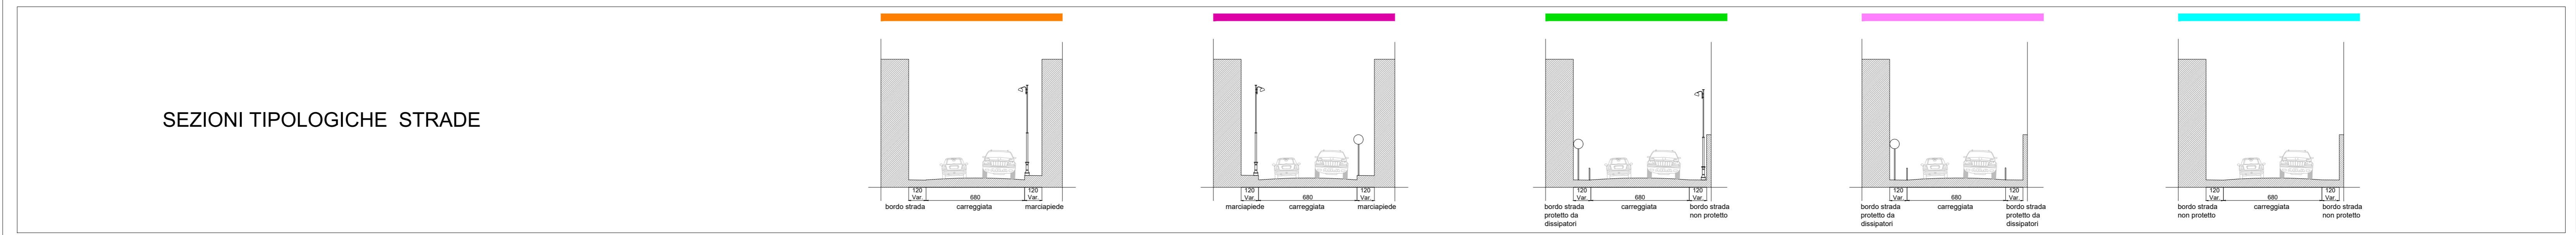 SEZIONI TIPOLOGICHE STRADE
120 120
Var. 680 Var.
bordo strada carreggiata marciapiede
120 120
Var. 680 Var.
marciapiede carreggiata marciapiede
120 120
Var. 680 Var.
bordo strada carreggiata bordo strada
protetto da non protetto
dissipatori
120 120
Var. 680 Var.
bordo strada carreggiata bordo strada
protetto da protetto da
dissipatori dissipatori
120 120
Var. 680 Var.
bordo strada carreggiata bordo strada
non protetto non protetto